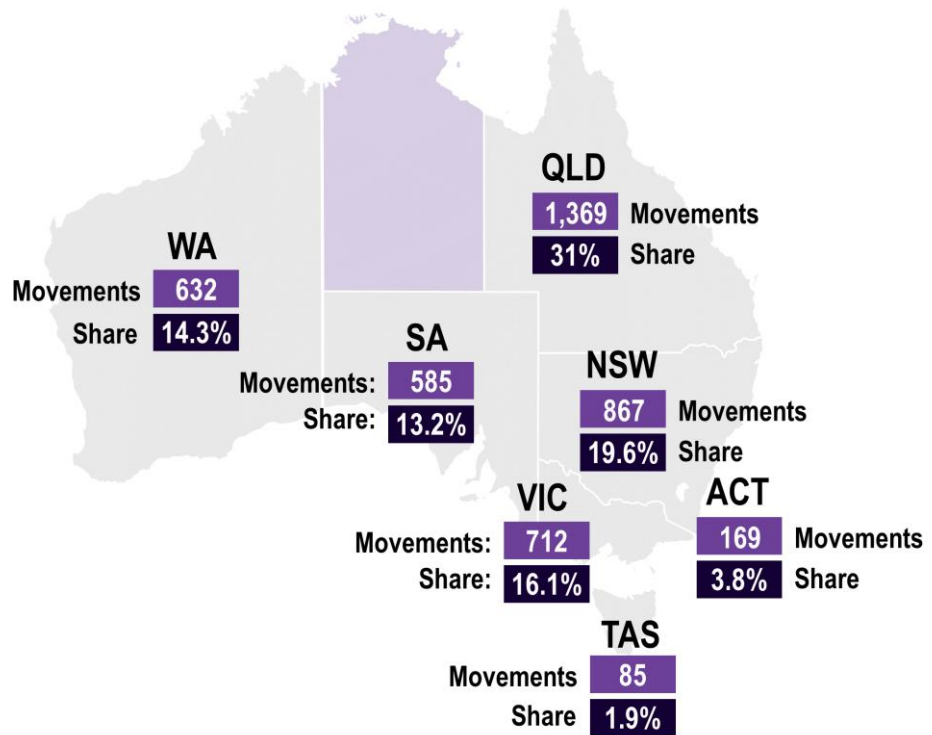 QLD
1,369 Movements
31% Share
WA
Movements 632
Share 14.3%
SA
Movements: 585
Share: 13.2%
NSW
867 Movements
19.6% Share
VIC
Movements: 712
Share: 16.1%
ACT
169 Movements
3.8% Share
TAS
Movements 85
Share 1.9%